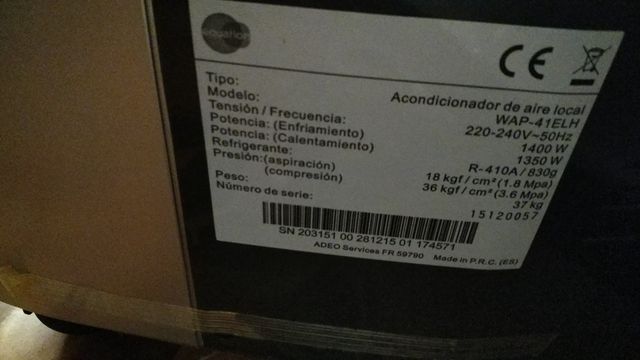 equation
CE
Tipo: Acondicionador de aire local
Modelo: WAP-41ELH
Tensión / Frecuencia: 220-240V~50Hz
Potencia: (Enfriamiento) 1400 W
Potencia: (Calentamiento) 1350 W
Refrigerante: R-410A / 830g
Presión:(aspiración) 18 kgf / cm² (1.8 Mpa)
(compresión) 36 kgf / cm² (3.6 Mpa)
Peso: 37 kg
Número de serie: 15120057
SN 203151 00 281215 01 174571
ADEO Services FR 59790 Made in P.R.C. (ES)